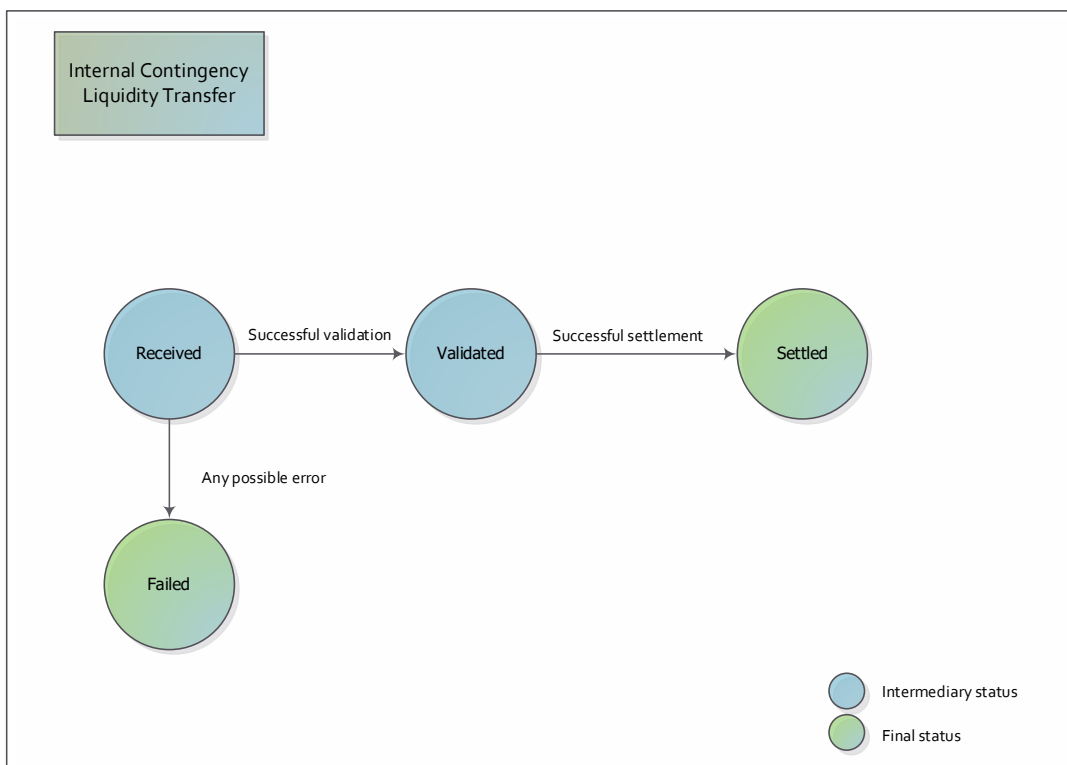 Internal Contingency
Liquidity Transfer
Received
Successful validation
Validated
Successful settlement
Settled
Any possible error
Failed
Intermediary status
Final status